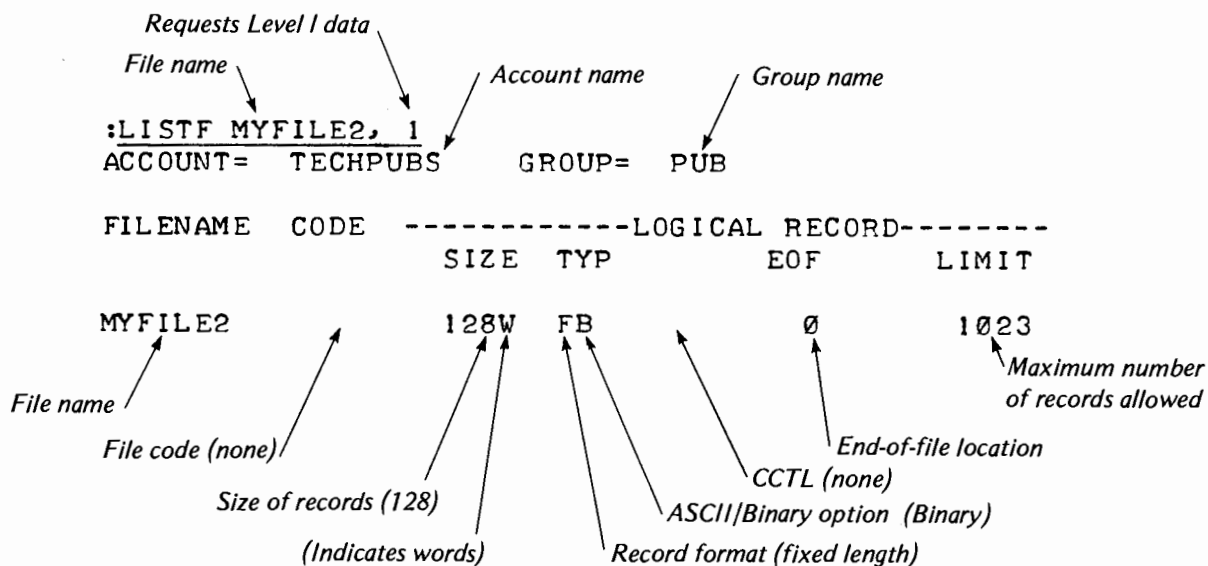 Requests Level I data
File name
Account name
Group name
:LISTF MYFILE2, 1
ACCOUNT= TECHPUBS GROUP= PUB
FILENAME CODE ------------LOGICAL RECORD--------
SIZE TYP EOF LIMIT
MYFILE2 128W FB Ø 1Ø23
Maximum number
of records allowed
File name
File code (none)
End-of-file location
CCTL (none)
Size of records (128)
ASCII/Binary option (Binary)
(Indicates words)
Record format (fixed length)